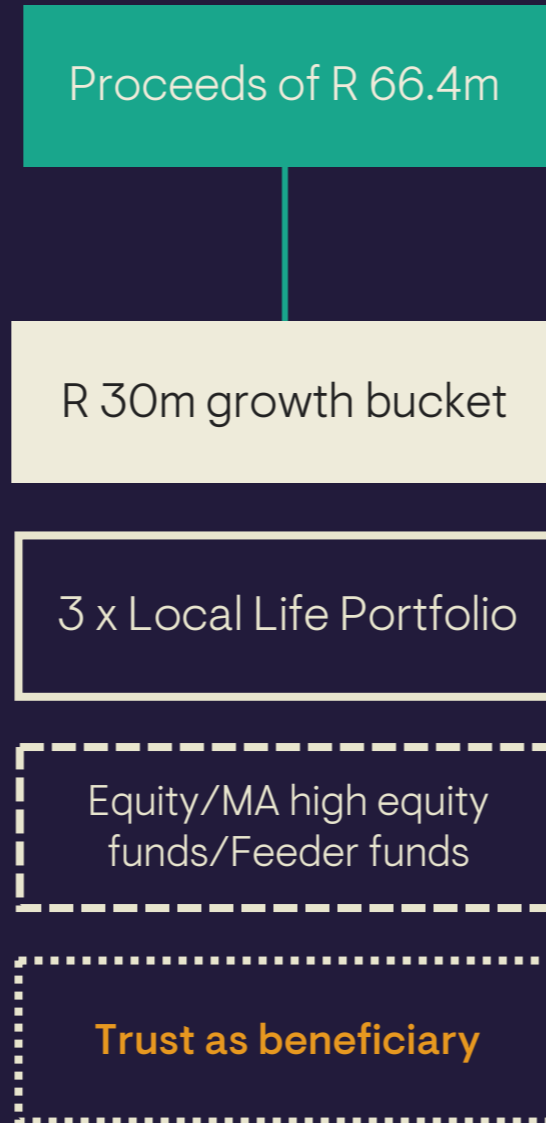 Proceeds of R 66.4m
R 30m growth bucket
3 x Local Life Portfolio
Equity/MA high equity
funds/Feeder funds
Trust as beneficiary